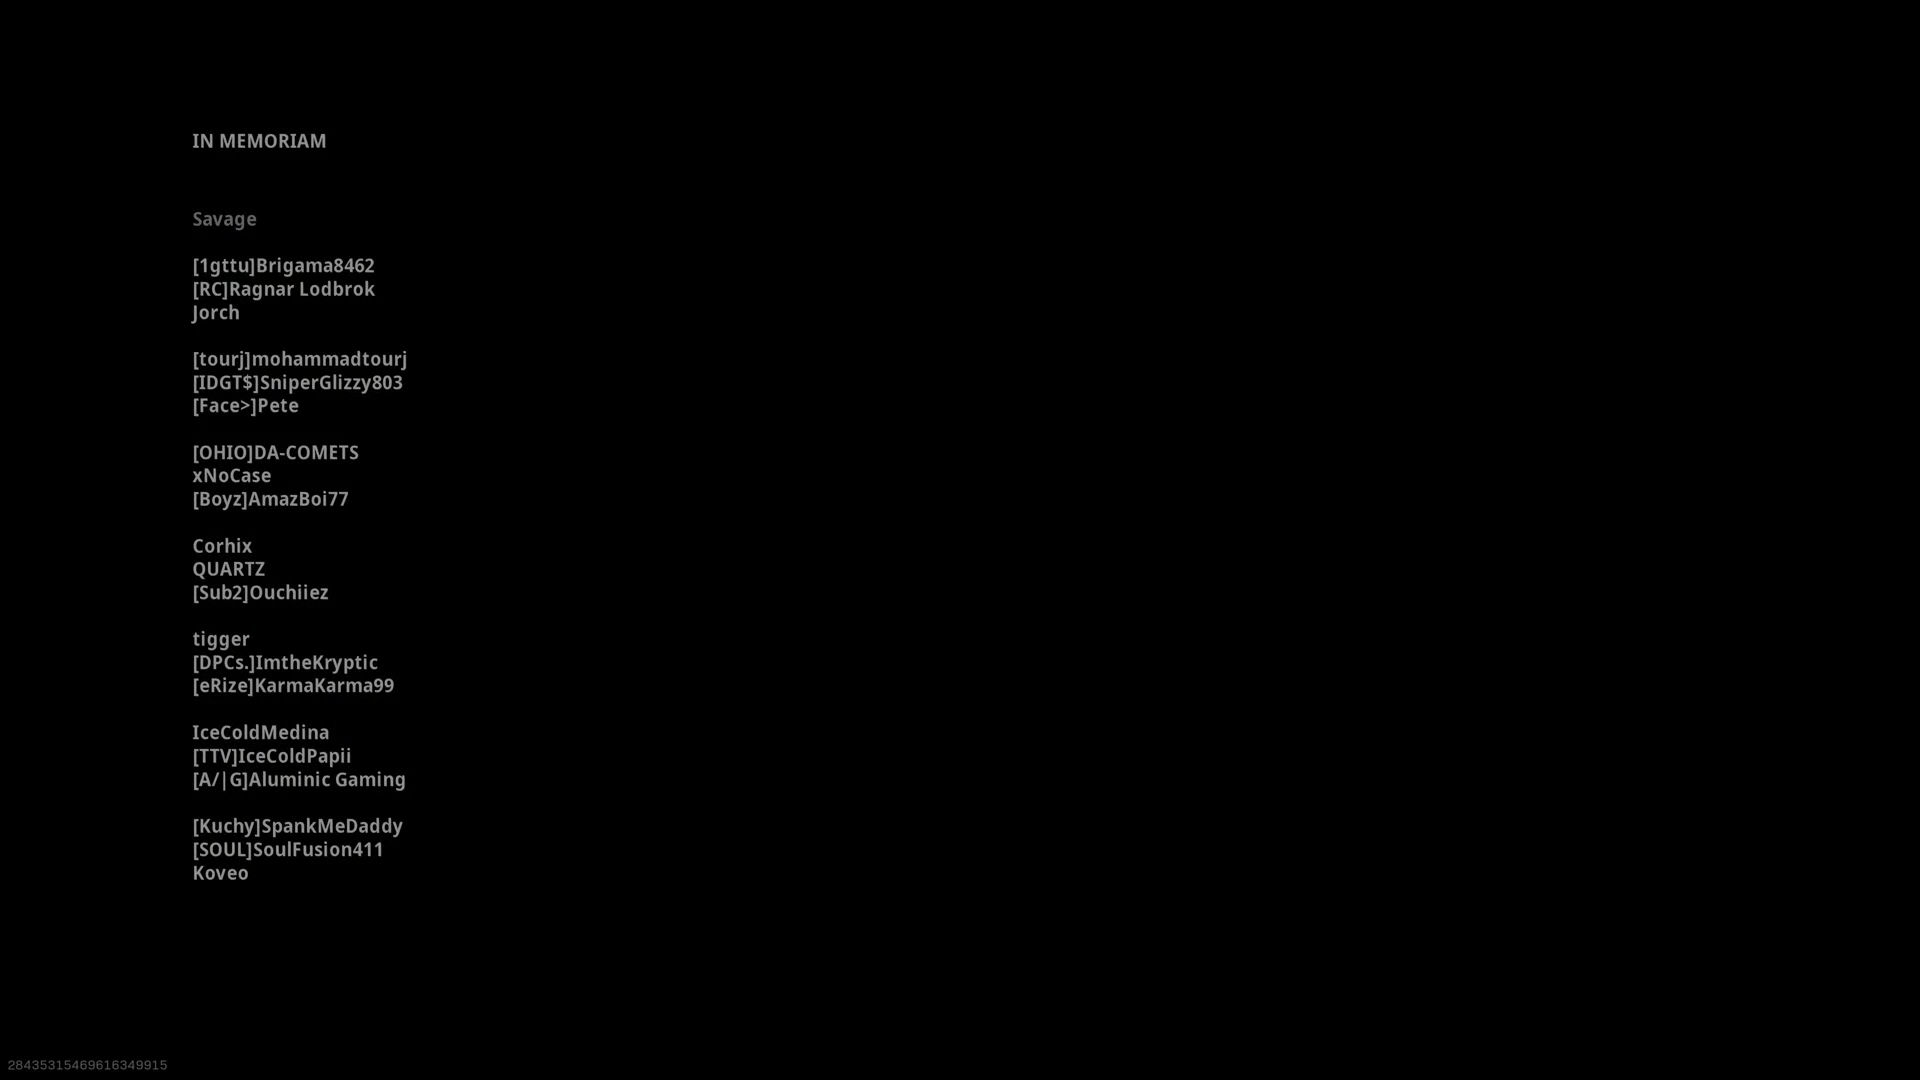 IN MEMORIAM
Savage
[1gttu]Brigama8462
[RC]Ragnar Lodbrok
Jorch
[tourj]mohammadtourj
[IDGT$]SniperGlizzy803
[Face>]Pete
[OHIO]DA-COMETS
xNoCase
[Boyz]AmazBoi77
Corhix
QUARTZ
[Sub2]Ouchiiez
tigger
[DPCs.]ImtheKryptic
[eRize]KarmaKarma99
IceColdMedina
[TTV]IceColdPapii
[A/|G]Aluminic Gaming
[Kuchy]SpankMeDaddy
[SOUL]SoulFusion411
Koveo
28435315469616349915